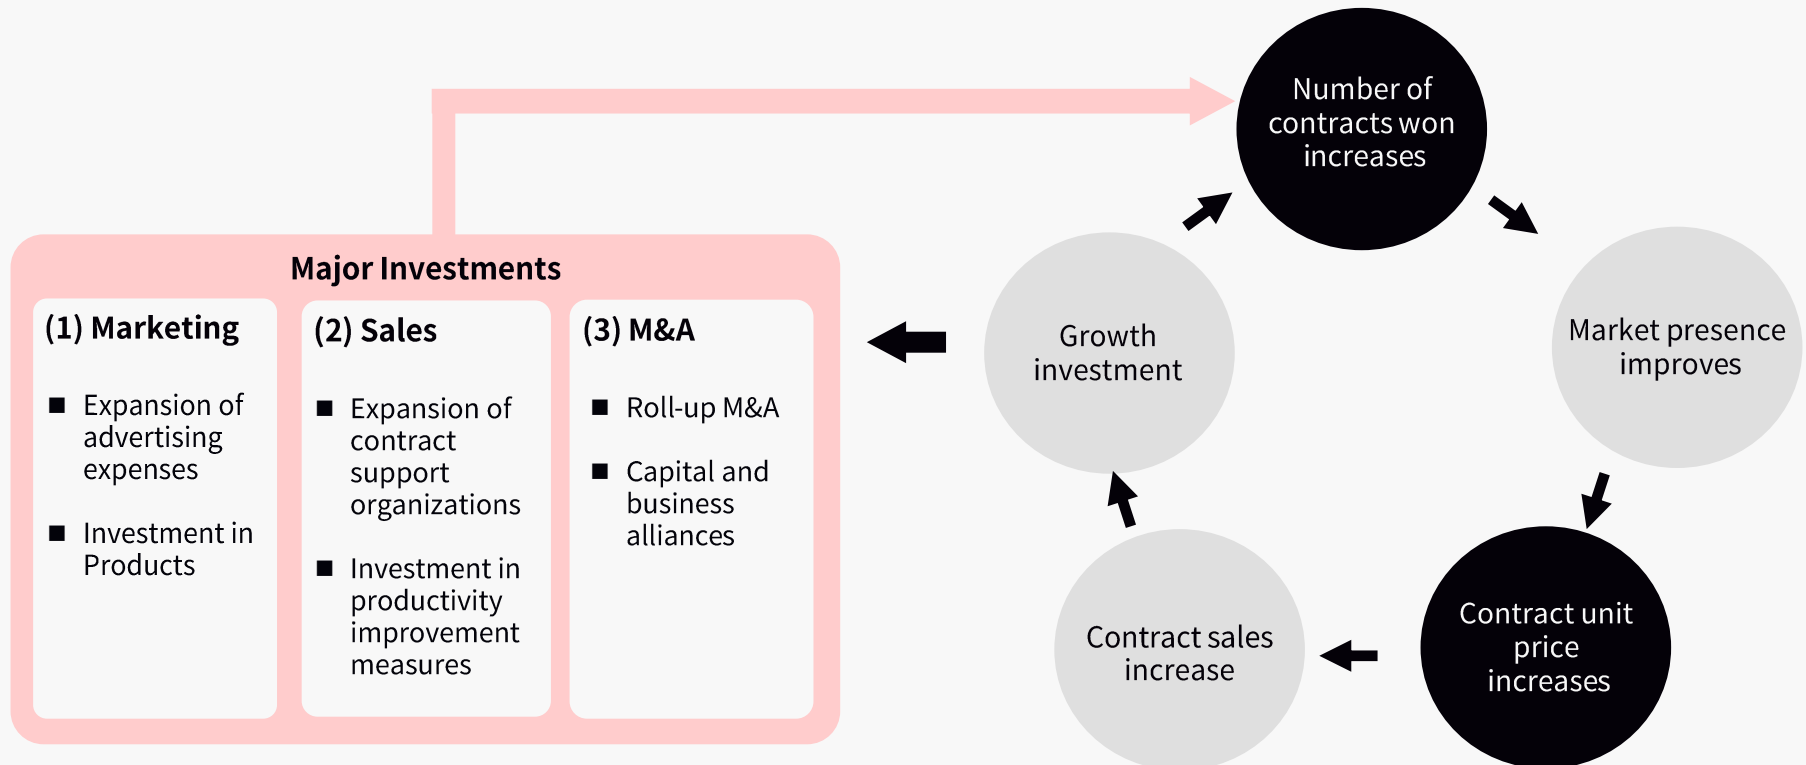 Number of
contracts won
increases
Major Investments
(1) Marketing
■ Expansion of
advertising
expenses
■ Investment in
Products
(2) Sales
■ Expansion of
contract
support
organizations
■ Investment in
productivity
improvement
measures
(3) M&A
■ Roll-up M&A
■ Capital and
business
alliances
Growth
investment
Market presence
improves
Contract sales
increase
Contract unit
price
increases